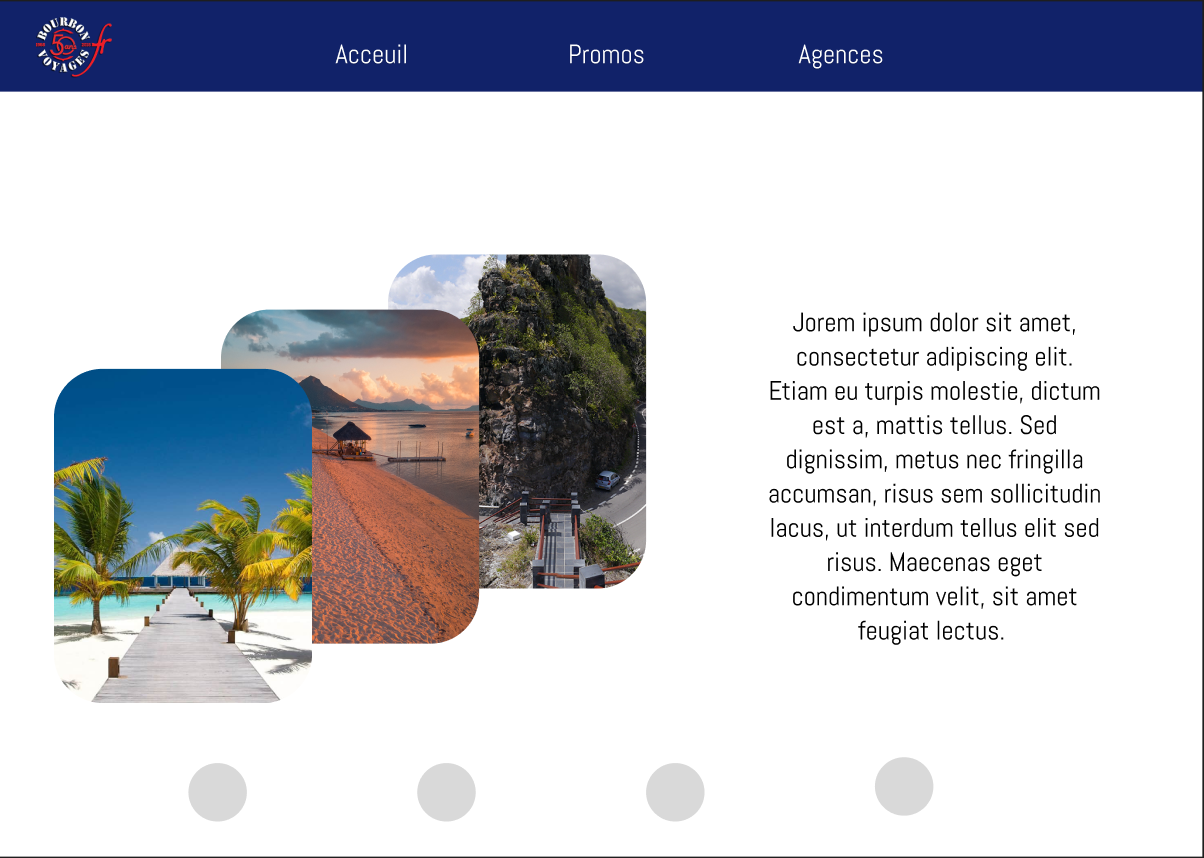 BOURBON
50 ans
fr
VOYAGES
Acceuil
Promos
Agences
Jorem ipsum dolor sit amet,
consectetur adipiscing elit.
Etiam eu turpis molestie, dictum
est a, mattis tellus. Sed
dignissim, metus nec fringilla
accumsan, risus sem sollicitudin
lacus, ut interdum tellus elit sed
risus. Maecenas eget
condimentum velit, sit amet
feugiat lectus.